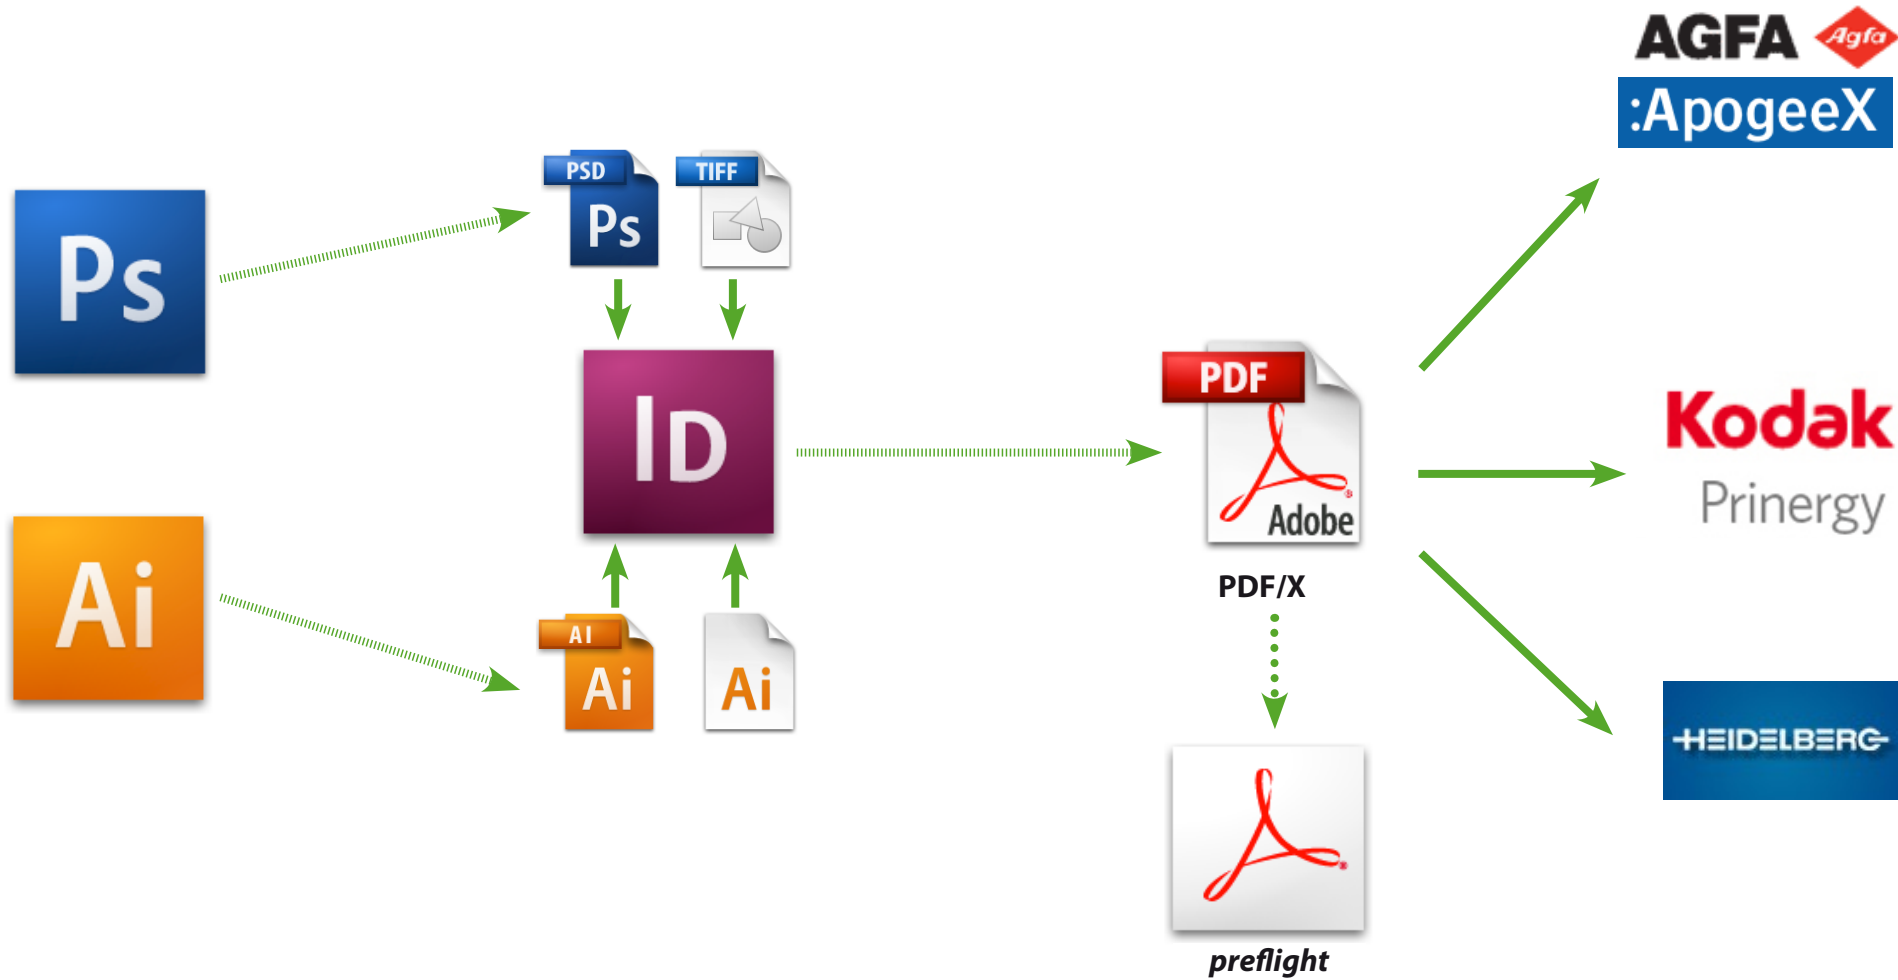 AGFA Agfa
:ApogeeX
PSD
Ps
TIFF
Ps
ID
PDF
Adobe
PDF/X
Kodak
Prinergy
Ai
AI
Ai
Ai
HEIDELBERG
preflight